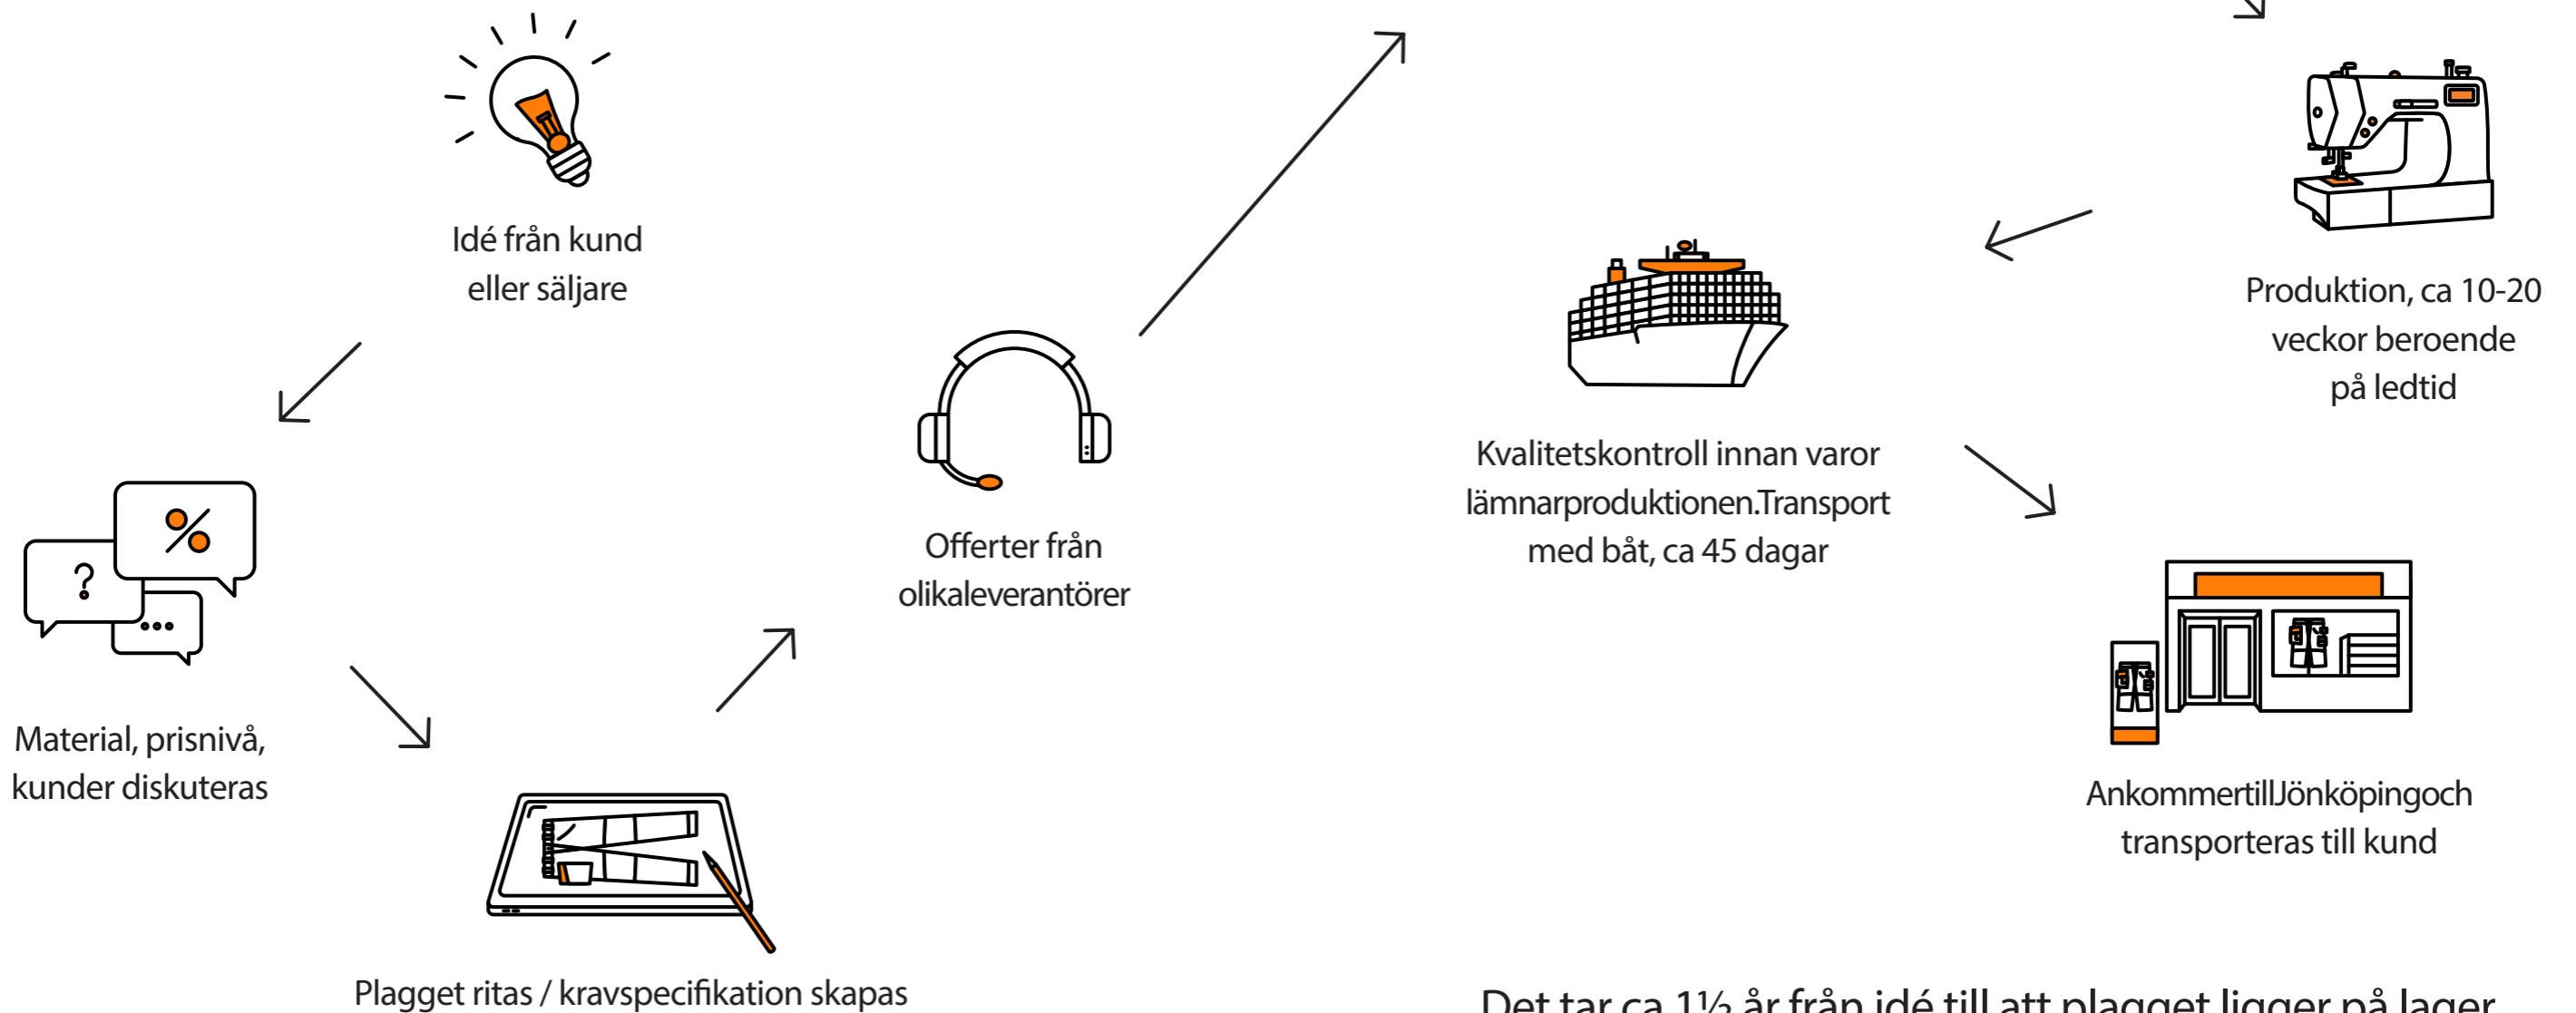 Idé från kund
eller säljare
Material, prisnivå,
kunder diskuteras
Plagget ritas / kravspecifikation skapas
Offerter från
olikaleverantörer
Produktion, ca 10-20
veckor beroende
på ledtid
Kvalitetskontroll innan varor
lämnarproduktionen.Transport
med båt, ca 45 dagar
AnkommertillJönköpingoch
transporteras till kund
Det tar ca 1½ år från idé till att plagget ligger på lager